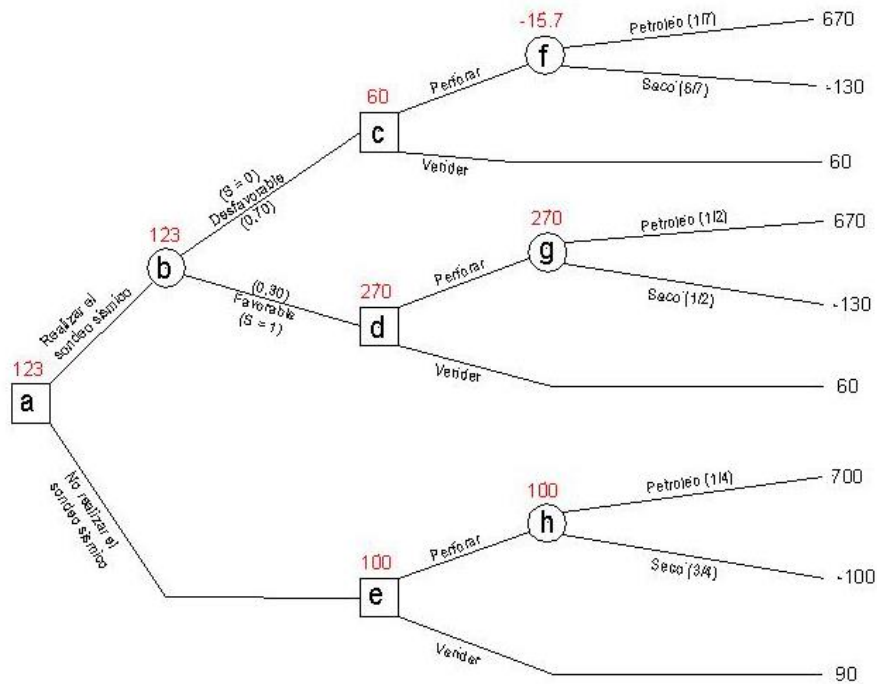 -15.7
f
Petroleo (1/7)
670
Seco (6/7)
-130
Perforar
60
c
Vender
60
(S = 0)
Desfavorable
(0,70)
123
b
(0,30)
Favorable
(S = 1)
270
d
Perforar
270
g
Petroleo (1/2)
670
Seco (1/2)
-130
Vender
60
Realizar el
sondeo sísmico
123
a
No realizar el
sondeo sísmico
100
e
Perforar
100
h
Petroleo (1/4)
700
Seco (3/4)
-100
Vender
90